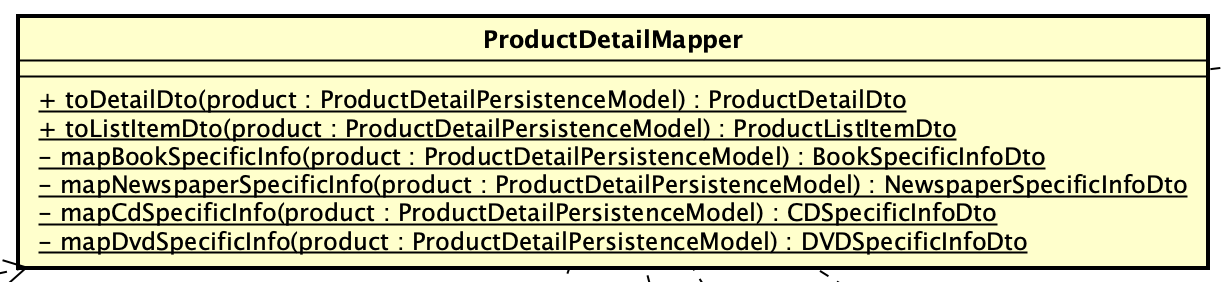 ProductDetailMapper
+ toDetailDto(product : ProductDetailPersistenceModel) : ProductDetailDto
+ toListItemDto(product : ProductDetailPersistenceModel) : ProductListItemDto
- mapBookSpecificInfo(product : ProductDetailPersistenceModel) : BookSpecificInfoDto
- mapNewspaperSpecificInfo(product : ProductDetailPersistenceModel) : NewspaperSpecificInfoDto
- mapCdSpecificInfo(product : ProductDetailPersistenceModel) : CDSpecificInfoDto
- mapDvdSpecificInfo(product : ProductDetailPersistenceModel) : DVDSpecificInfoDto